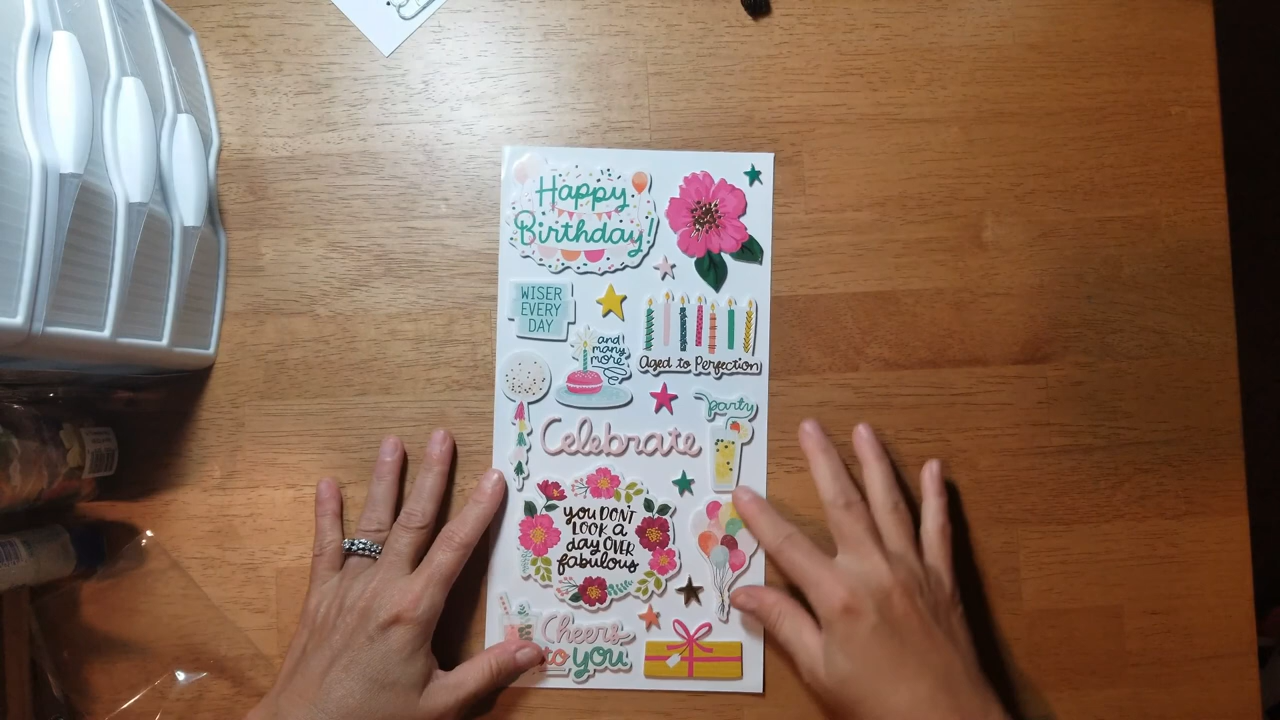 Happy
Birthday!
WISER
EVERY
DAY
and
many
more
Aged to Perfection
party
Celebrate
you DON'T
LOOK a
day OVER
fabulous
Cheers
to you